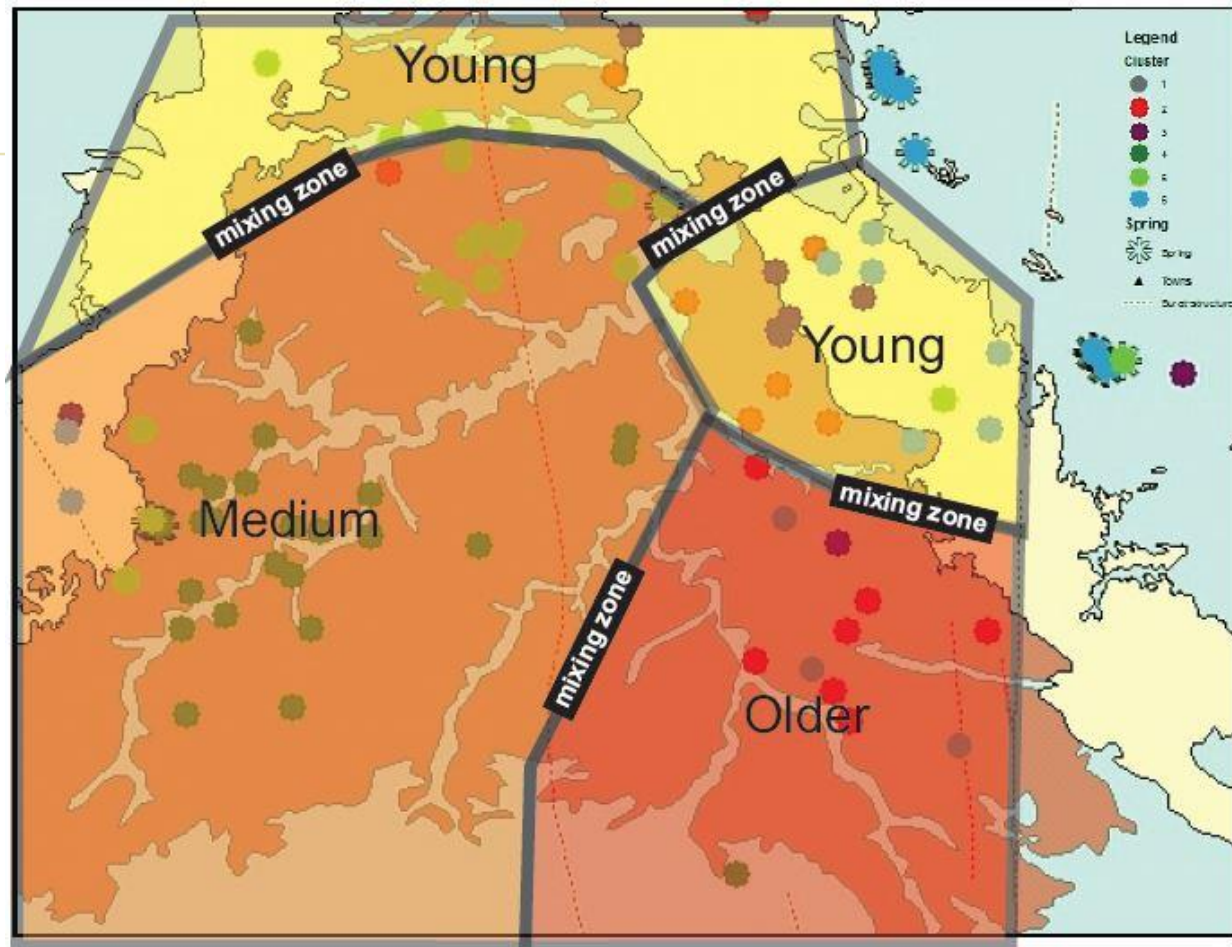 Young
mixing zone
mixing zone
Young
Medium
mixing zone
mixing zone
Older
Legend
Cluster
1
2
3
4
5
6
Spring
Spring
Towns